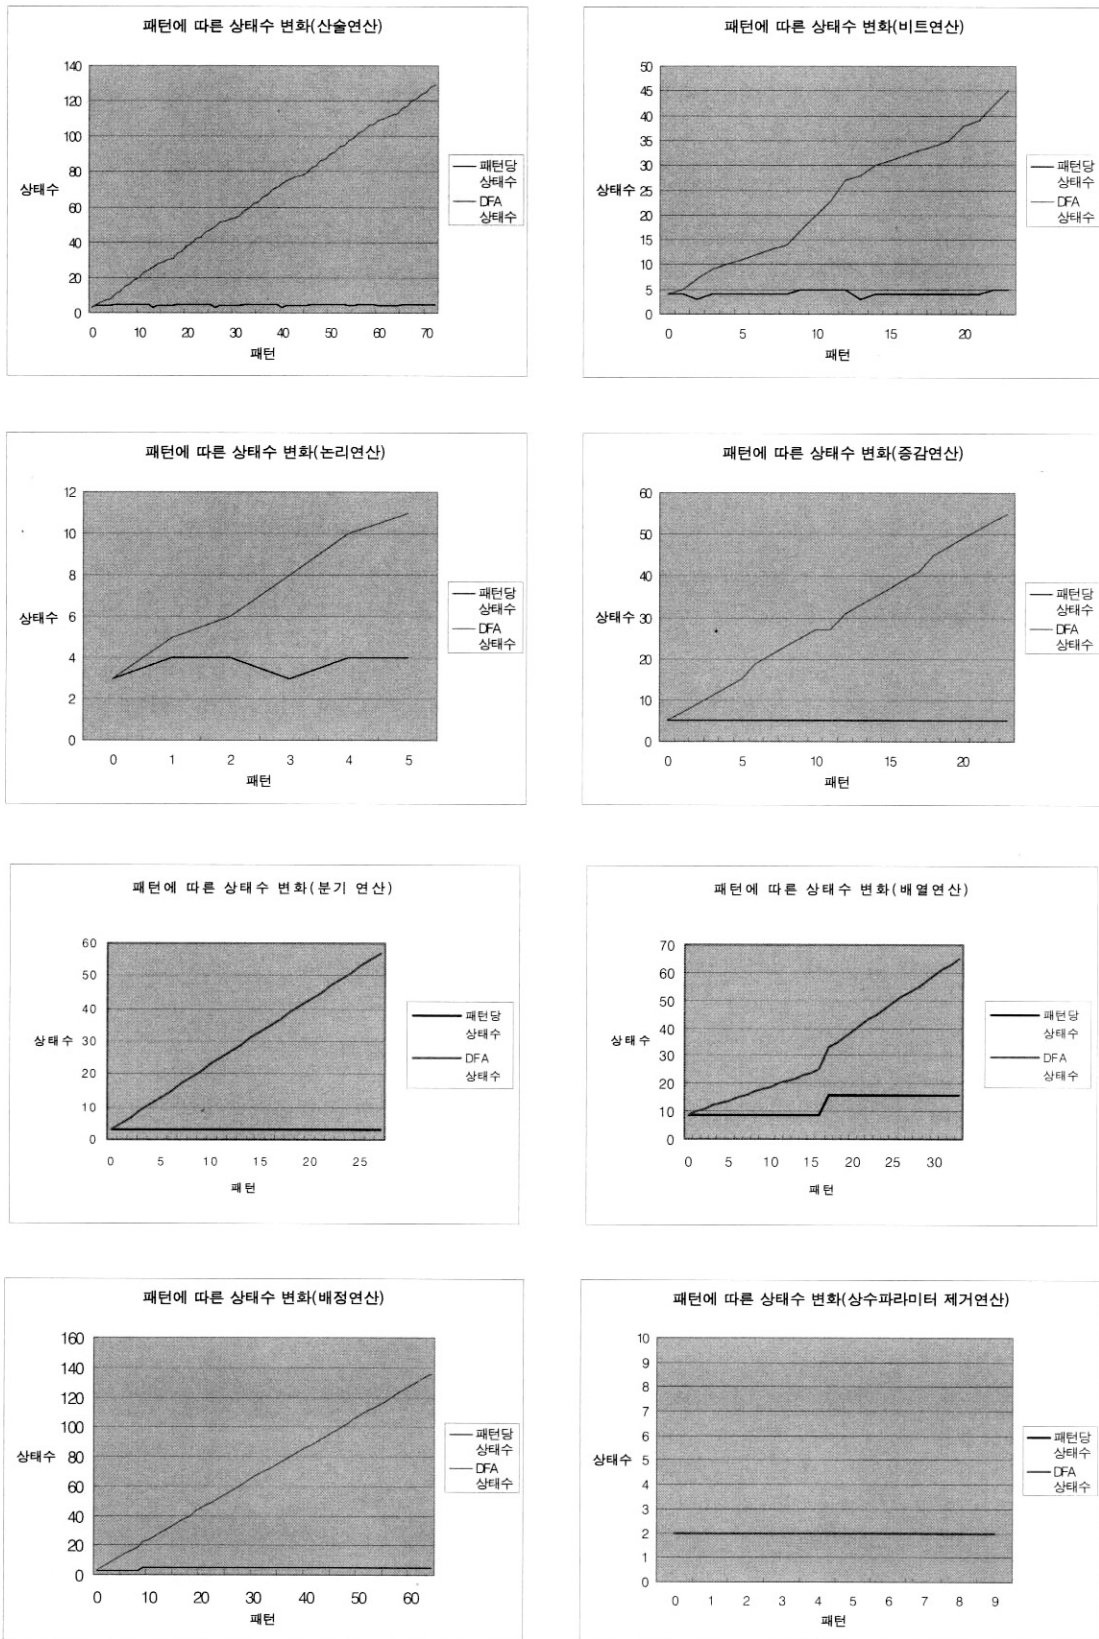 패턴에 따른 상태수 변화(산술연산)
140
120
100
80
60
40
20
0
상태수
0 10 20 30 40 50 60 70
패턴
패턴당
상태수
DFA
상태수
패턴에 따른 상태수 변화(비트연산)
50
45
40
35
30
25
20
15
10
5
0
상태수
0 5 10 15 20
패턴
패턴당
상태수
DFA
상태수
패턴에 따른 상태수 변화(논리연산)
12
10
8
6
4
2
0
상태수
0 1 2 3 4 5
패턴
패턴당
상태수
DFA
상태수
패턴에 따른 상태수 변화(증감연산)
60
50
40
30
20
10
0
상태수
0 5 10 15 20
패턴
패턴당
상태수
DFA
상태수
패턴에 따른 상태수 변화(분기 연산)
60
50
40
30
20
10
0
상태수
0 5 10 15 20 25
패턴
패턴당
상태수
DFA
상태수
패턴에 따른 상태수 변화(배열연산)
70
60
50
40
30
20
10
0
상태수
0 5 10 15 20 25 30
패턴
패턴당
상태수
DFA
상태수
패턴에 따른 상태수 변화(배정연산)
160
140
120
100
80
60
40
20
0
상태수
0 10 20 30 40 50 60
패턴
패턴당
상태수
DFA
상태수
패턴에 따른 상태수 변화(상수파라미터 제거연산)
10
9
8
7
6
5
4
3
2
1
0
상태수
0 1 2 3 4 5 6 7 8 9
패턴
패턴당
상태수
DFA
상태수